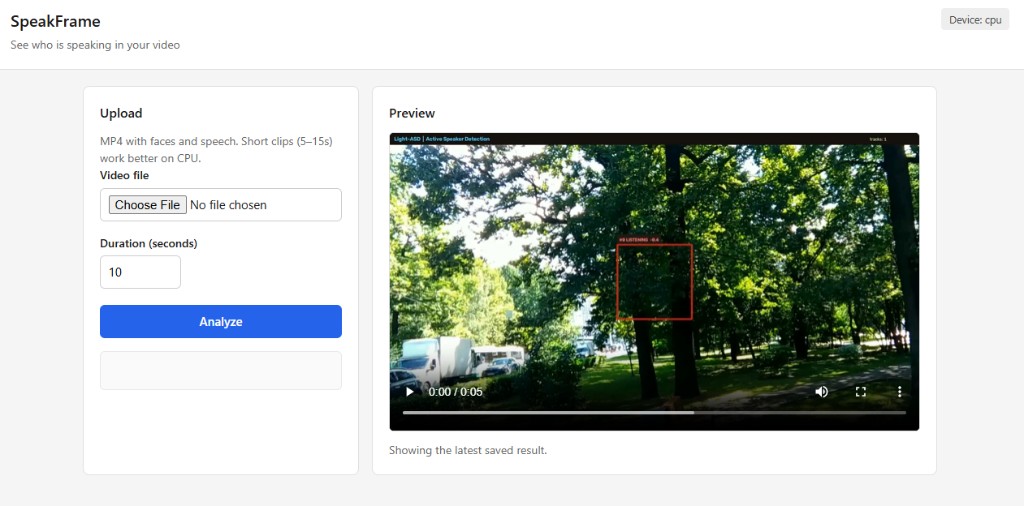 SpeakFrame
Device: cpu
See who is speaking in your video
Upload
MP4 with faces and speech. Short clips (5–15s)
work better on CPU.
Video file
Choose File No file chosen
Duration (seconds)
10
Analyze
Preview
Light-ASD | Active Speaker Detection
LISTENING
0:00 / 0:05
Showing the latest saved result.